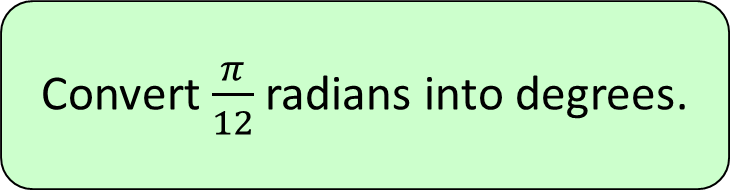 Convert π/12 radians into degrees.